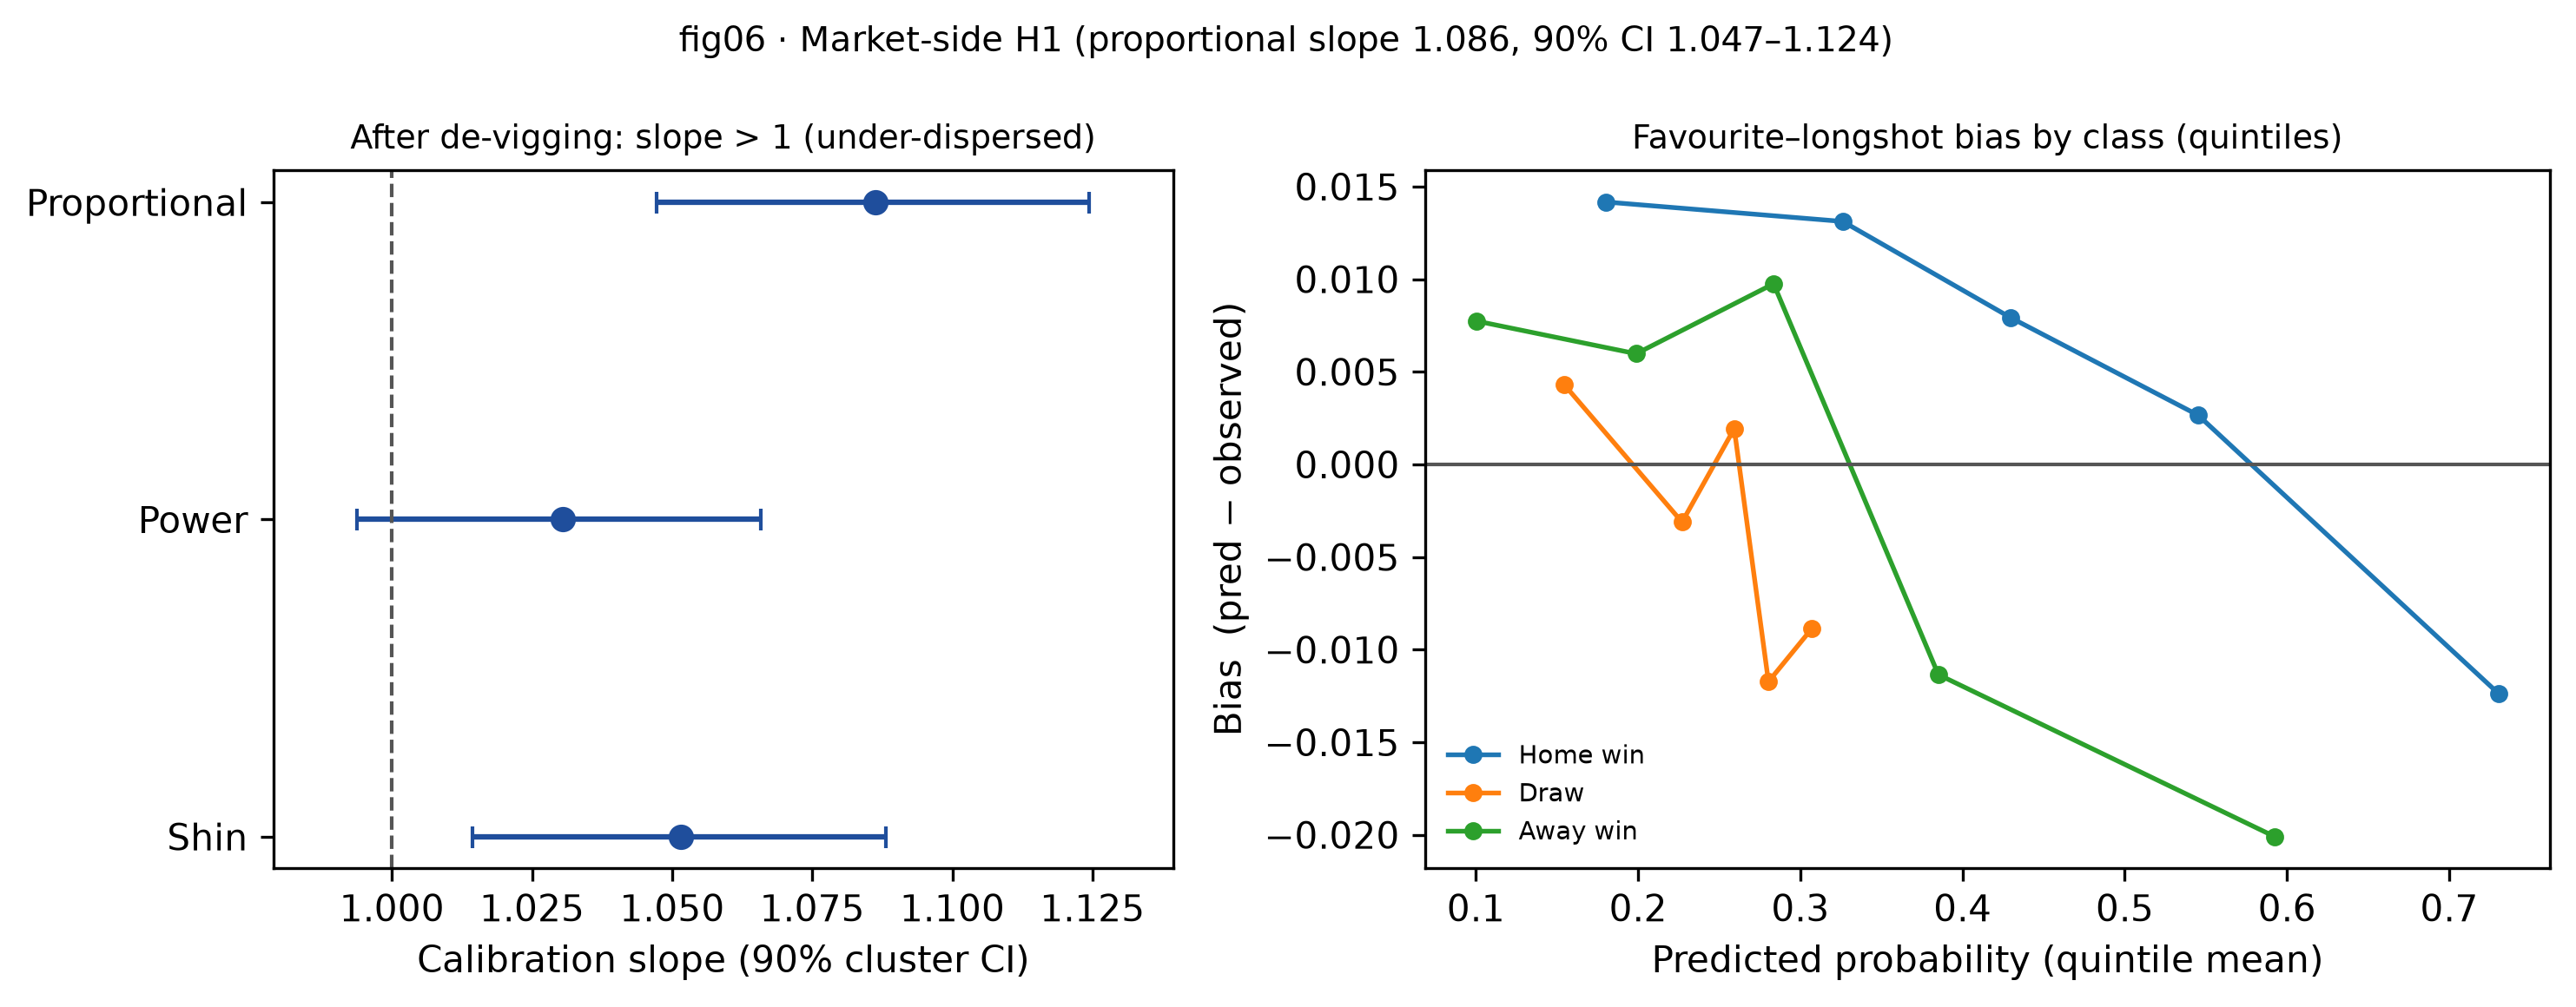 fig06 · Market-side H1 (proportional slope 1.086, 90% CI 1.047–1.124)
After de-vigging: slope > 1 (under-dispersed)
Proportional
Power
Shin
1.000 1.025 1.050 1.075 1.100 1.125
Calibration slope (90% cluster CI)
Favourite–longshot bias by class (quintiles)
Bias (pred − observed)
0.015
0.010
0.005
0.000
−0.005
−0.010
−0.015
−0.020
Home win
Draw
Away win
0.1 0.2 0.3 0.4 0.5 0.6 0.7
Predicted probability (quintile mean)